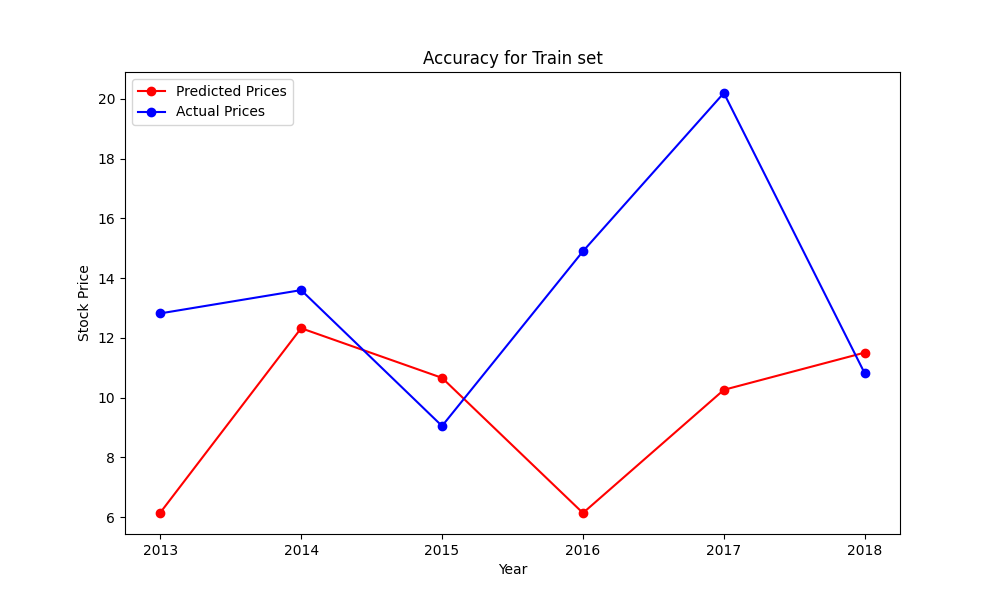 Accuracy for Train set
Predicted Prices
Actual Prices
Stock Price
20
18
16
14
12
10
8
6
2013 2014 2015 2016 2017 2018
Year